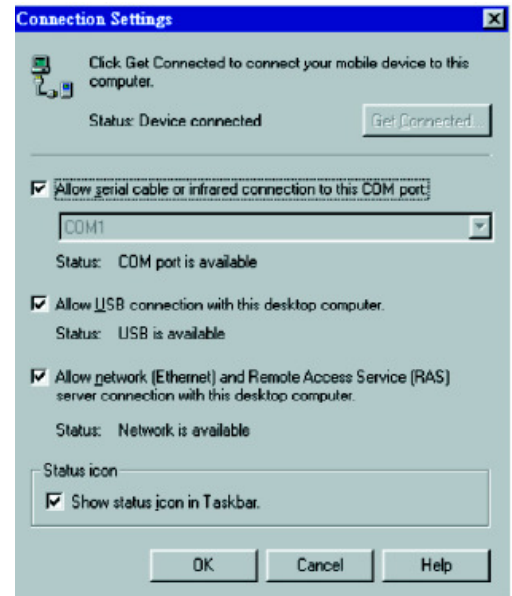 Connection Settings
Click Get Connected to connect your mobile device to this
computer.
Status: Device connected
Get Connected...
Allow serial cable or infrared connection to this COM port:
COM1
Status: COM port is available
Allow USB connection with this desktop computer.
Status: USB is available
Allow network (Ethernet) and Remote Access Service (RAS)
server connection with this desktop computer.
Status: Network is available
Status icon
Show status icon in Taskbar.
OK Cancel Help